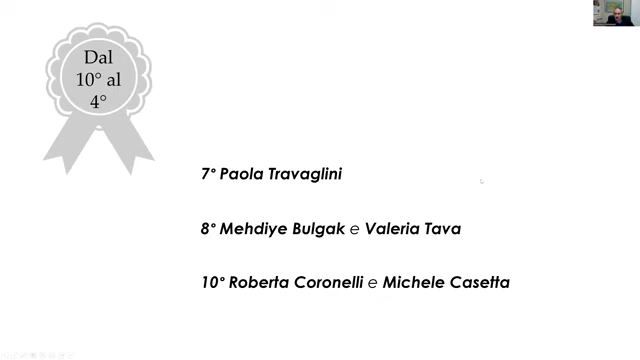 Dal
10° al
4°
7° Paola Travaglini
8° Mehdiye Bulgak e Valeria Tava
10° Roberta Coronelli e Michele Casetta